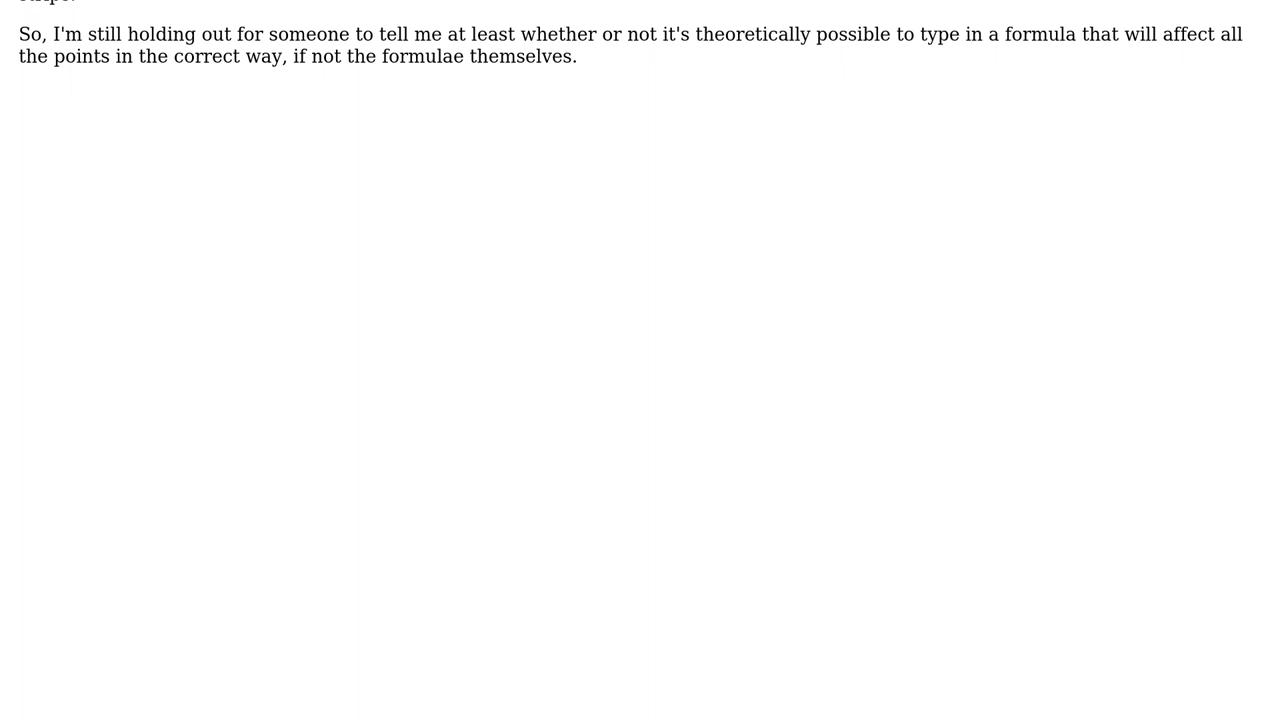 So, I'm still holding out for someone to tell me at least whether or not it's theoretically possible to type in a formula that will affect all
the points in the correct way, if not the formulae themselves.